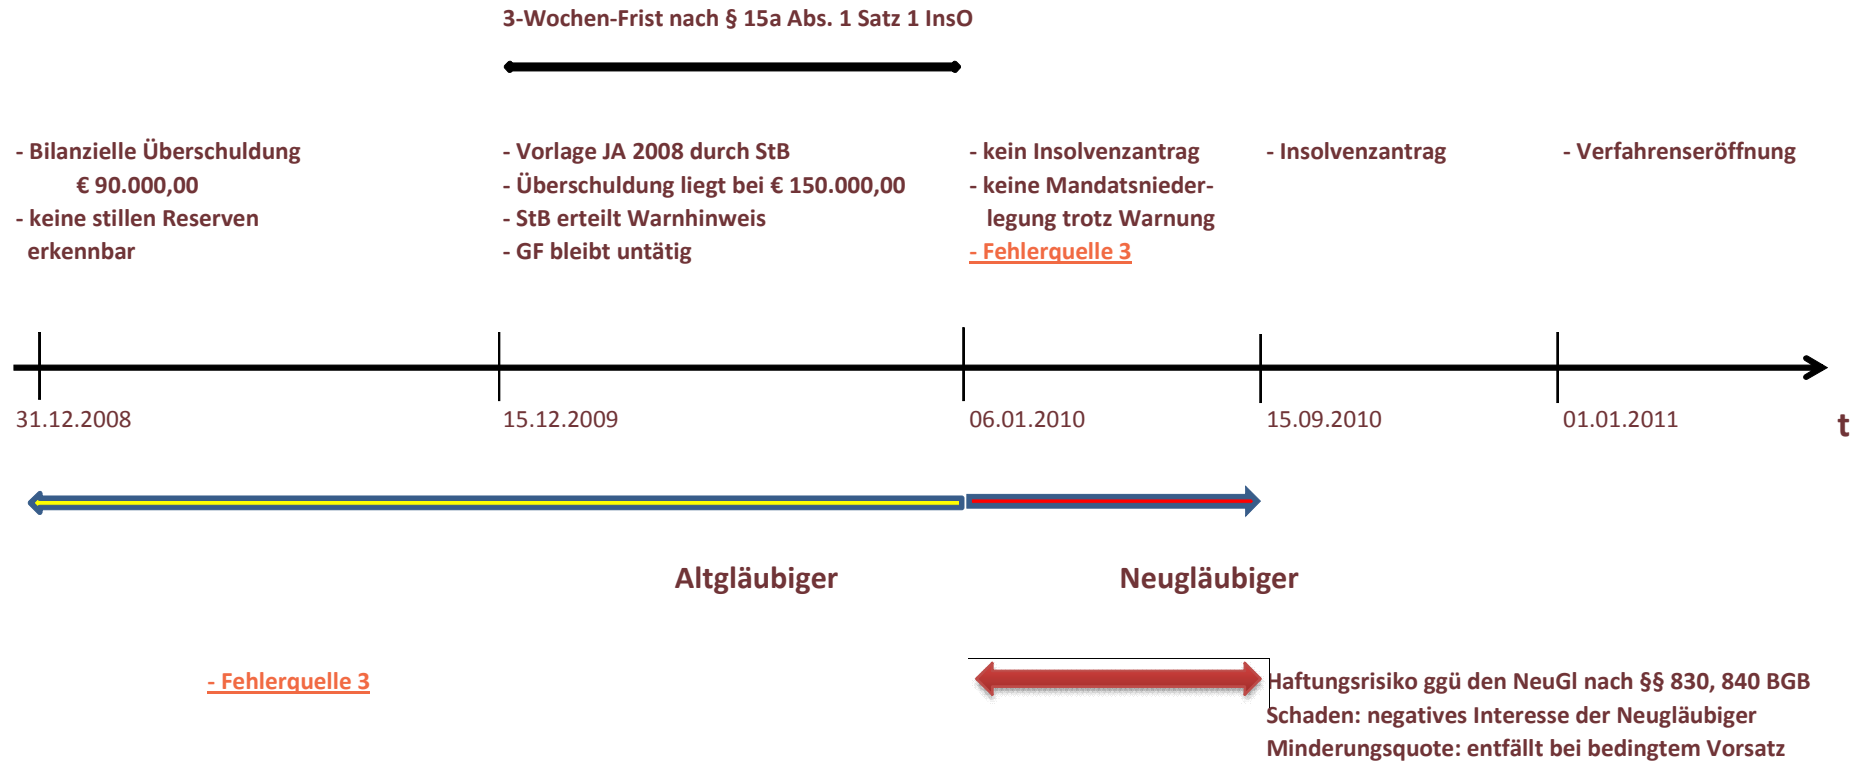 3-Wochen-Frist nach § 15a Abs. 1 Satz 1 InsO
- Bilanzielle Überschuldung
€ 90.000,00
- keine stillen Reserven
erkennbar
- Vorlage JA 2008 durch StB
- Überschuldung liegt bei € 150.000,00
- StB erteilt Warnhinweis
- GF bleibt untätig
- kein Insolvenzantrag
- keine Mandatsnieder-
legung trotz Warnung
- Fehlerquelle 3
- Insolvenzantrag
- Verfahrenseröffnung
31.12.2008
15.12.2009
06.01.2010
15.09.2010
01.01.2011
t
Altgläubiger
Neugläubiger
- Fehlerquelle 3
Haftungsrisiko ggü den NeuGl nach §§ 830, 840 BGB
Schaden: negatives Interesse der Neugläubiger
Minderungsquote: entfällt bei bedingtem Vorsatz